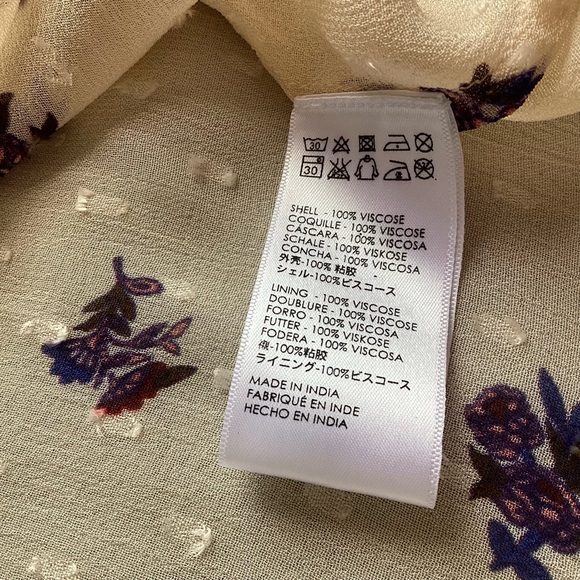 30
30
SHELL - 100% VISCOSE
COQUILLE - 100% VISCOSE
CÁSCARA - 100% VISCOSA
SCHALE - 100% VISKOSE
CONCHA - 100% VISCOSA
外壳-100% 粘胶
シェル-100%ビスコース
LINING - 100% VISCOSE
DOUBLURE - 100% VISCOSE
FORRO - 100% VISCOSA
FUTTER - 100% VISKOSE
FODERA - 100% VISCOSA
-100%粘胶
ライニング-100%ビスコース
MADE IN INDIA
FABRIQUÉ EN INDE
HECHO EN INDIA